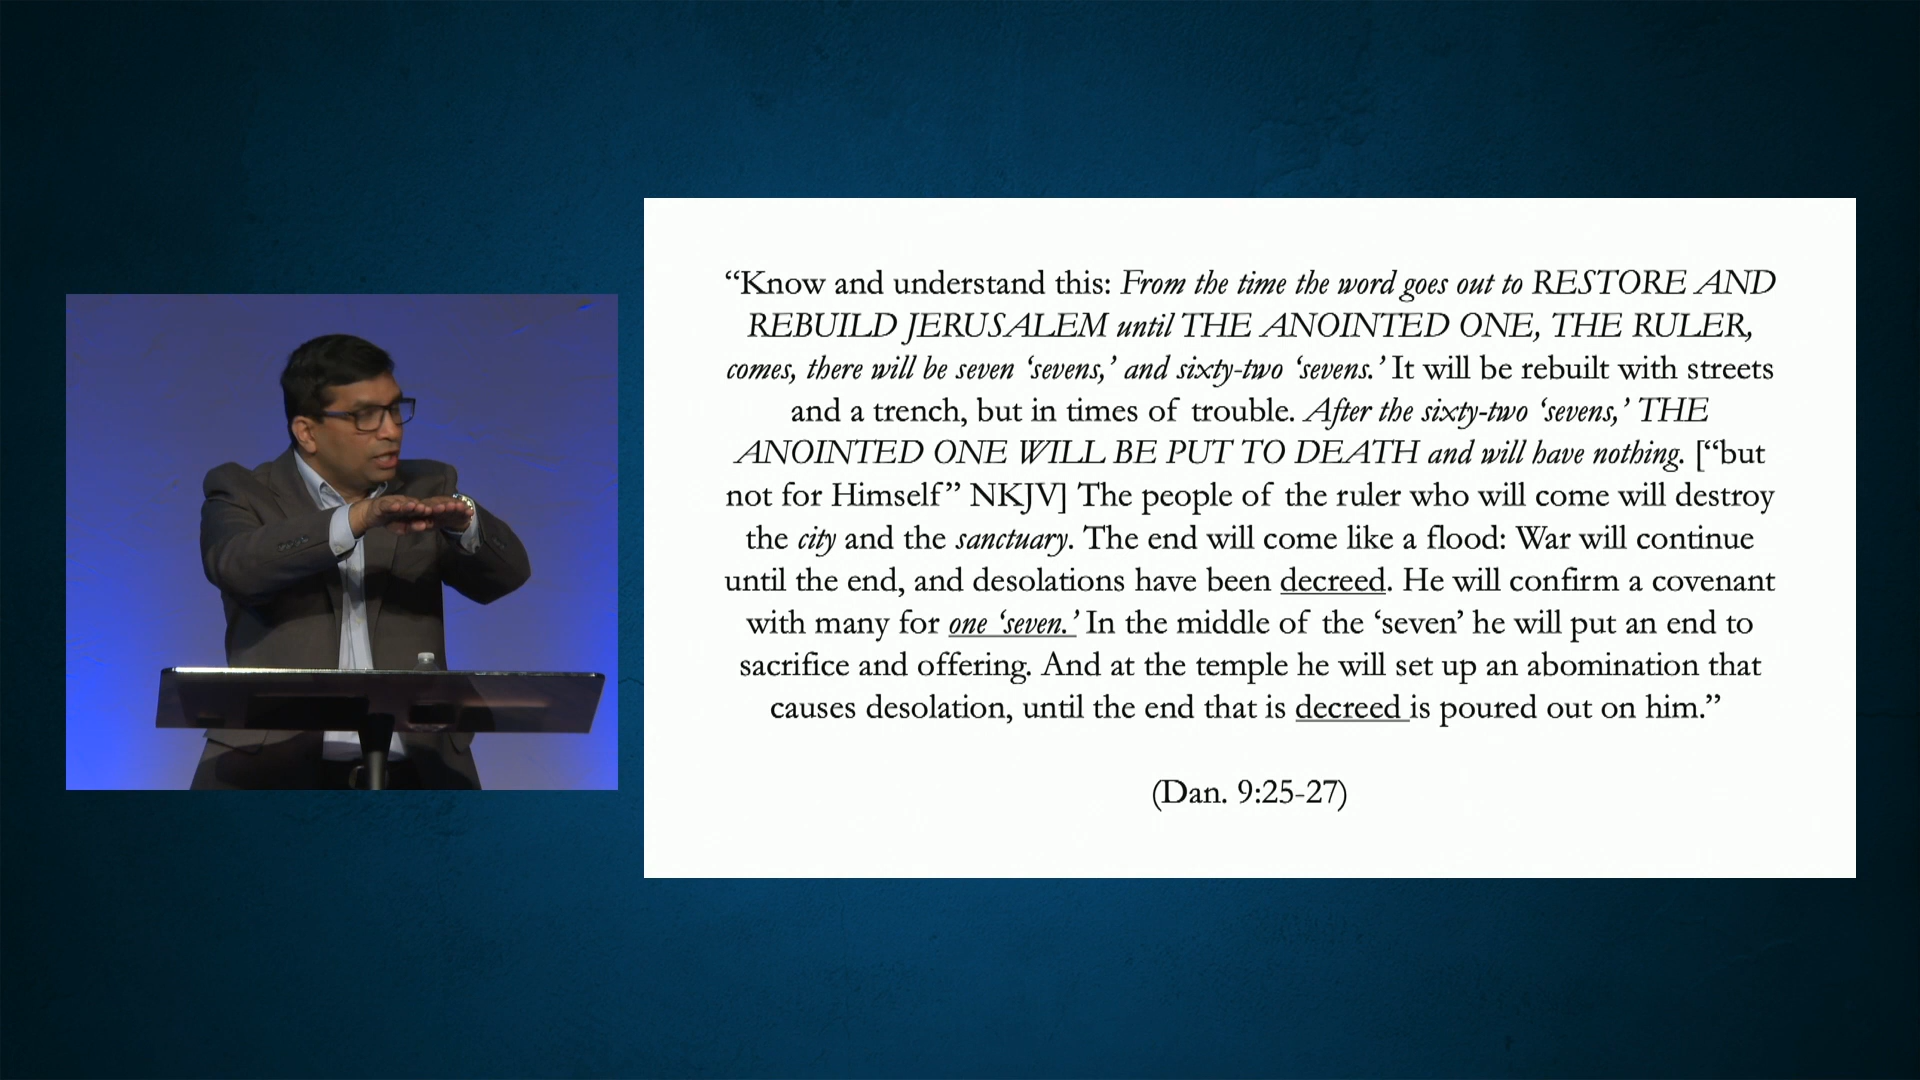 “Know and understand this: From the time the word goes out to RESTORE AND
REBUILD JERUSALEM until THE ANOINTED ONE, THE RULER,
comes, there will be seven ‘sevens,’ and sixty-two ‘sevens.’ It will be rebuilt with streets
and a trench, but in times of trouble. After the sixty-two ‘sevens,’ THE
ANOINTED ONE WILL BE PUT TO DEATH and will have nothing. [“but
not for Himself” NKJV] The people of the ruler who will come will destroy
the city and the sanctuary. The end will come like a flood: War will continue
until the end, and desolations have been decreed. He will confirm a covenant
with many for one ‘seven.’ In the middle of the ‘seven’ he will put an end to
sacrifice and offering. And at the temple he will set up an abomination that
causes desolation, until the end that is decreed is poured out on him.”
(Dan. 9:25-27)